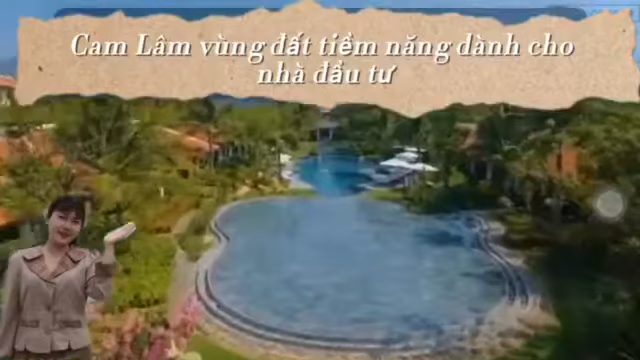 Cam Lâm vùng đất tiềm năng dành cho
nhà đầu tư